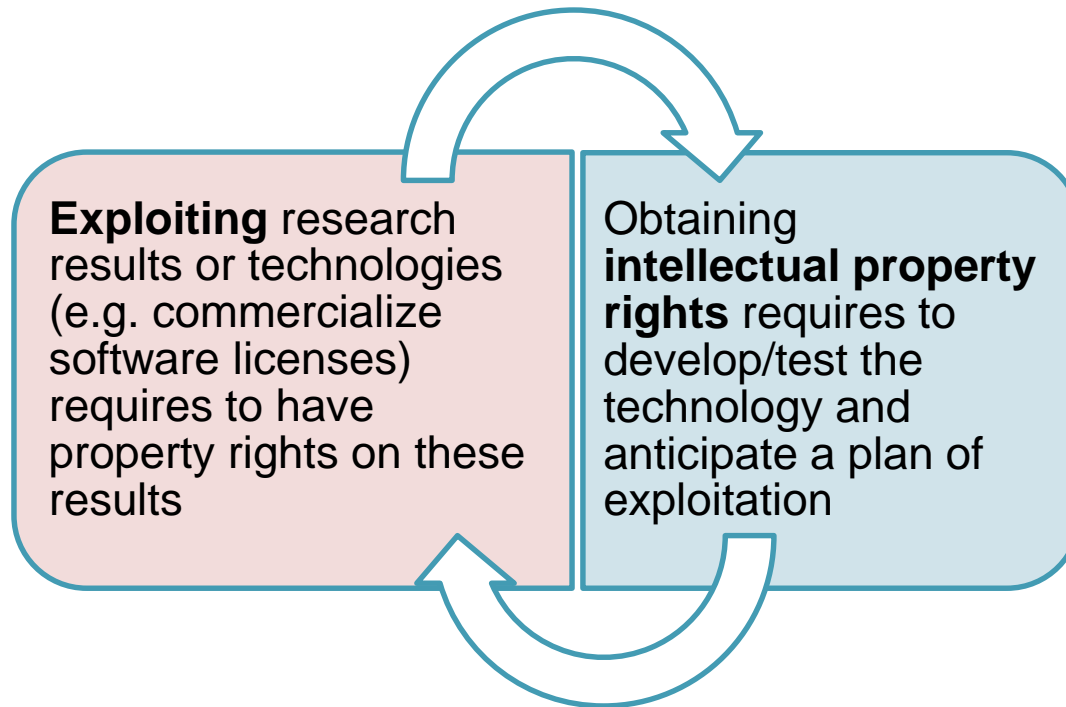 Exploiting research
results or technologies
(e.g. commercialize
software licenses)
requires to have
property rights on these
results
Obtaining
intellectual property
rights requires to
develop/test the
technology and
anticipate a plan of
exploitation